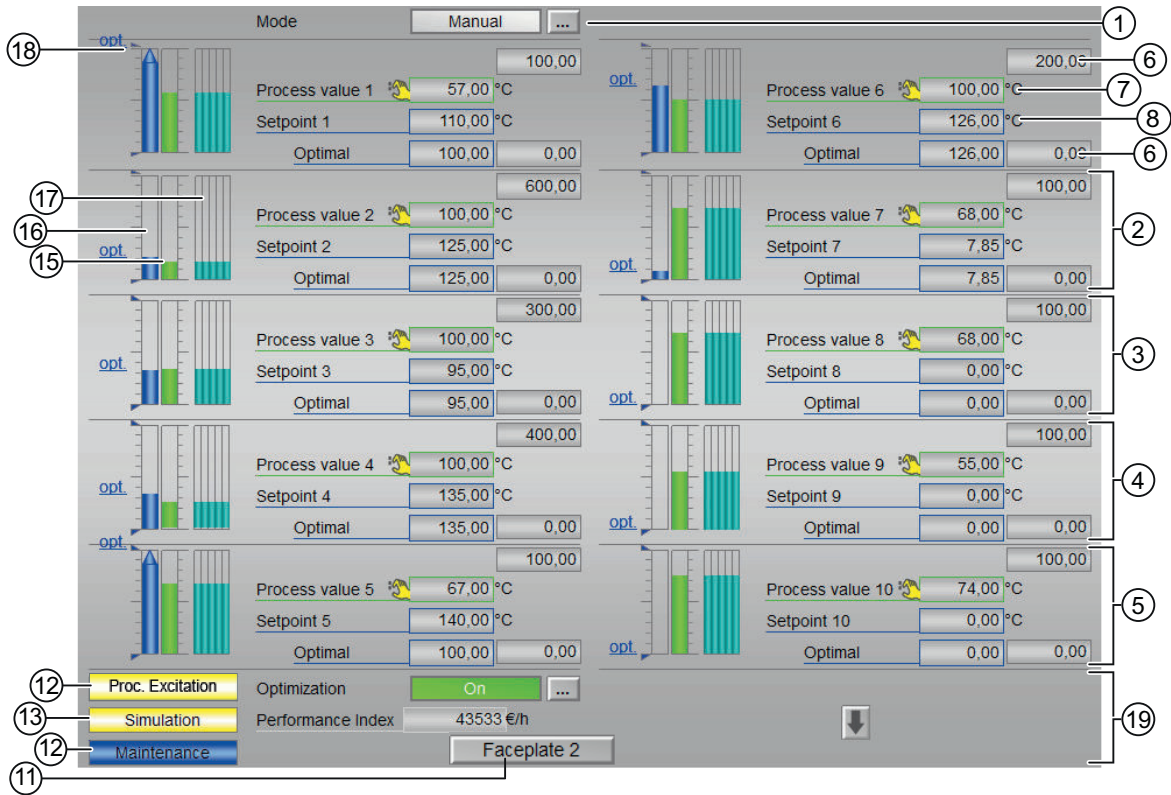 Mode Manual ... 1
18 opt. 100,00 200,00 6
Process value 1 57,00 °C opt. Process value 6 100,00 °C 7
Setpoint 1 110,00 °C Setpoint 6 126,00 °C 8
Optimal 100,00 0,00 Optimal 126,00 0,00 6
17 600,00 100,00
Process value 2 100,00 °C Process value 7 68,00 °C 2
16 opt. Setpoint 2 125,00 °C Setpoint 7 7,85 °C
15 Optimal 125,00 0,00 opt. Optimal 7,85 0,00
300,00 100,00
Process value 3 100,00 °C Process value 8 68,00 °C 3
opt. Setpoint 3 95,00 °C Setpoint 8 0,00 °C
Optimal 95,00 0,00 opt. Optimal 0,00 0,00
400,00 100,00
Process value 4 100,00 °C Process value 9 55,00 °C 4
opt. Setpoint 4 135,00 °C Setpoint 9 0,00 °C
Optimal 135,00 0,00 opt. Optimal 0,00 0,00
opt. 100,00 100,00
Process value 5 67,00 °C Process value 10 74,00 °C 5
Setpoint 5 140,00 °C Setpoint 10 0,00 °C
Optimal 100,00 0,00 opt. Optimal 0,00 0,00
12 Proc. Excitation Optimization On ...
13 Simulation Performance Index 43533 €/h 19
12 Maintenance Faceplate 2
11